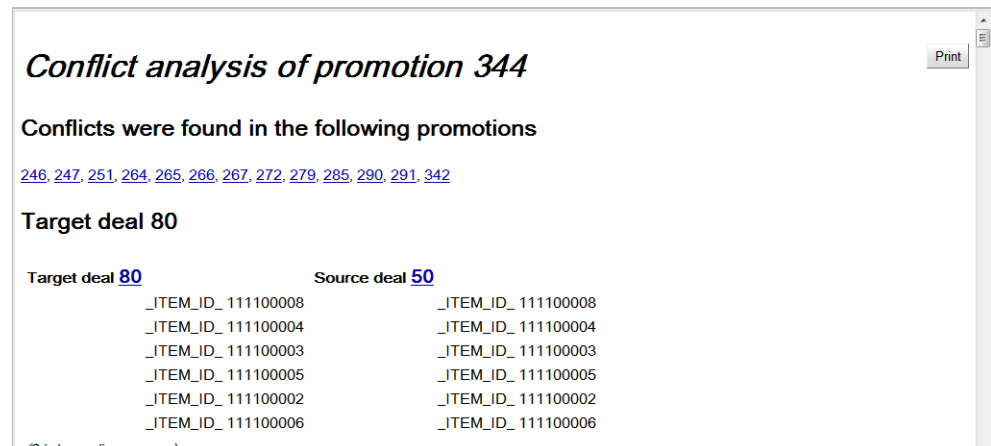 Conflict analysis of promotion 344
Print
Conflicts were found in the following promotions
246, 247, 251, 264, 265, 266, 267, 272, 279, 285, 290, 291, 342
Target deal 80
Target deal 80 Source deal 50
_ITEM_ID_ 111100008 _ITEM_ID_ 111100008
_ITEM_ID_ 111100004 _ITEM_ID_ 111100004
_ITEM_ID_ 111100003 _ITEM_ID_ 111100003
_ITEM_ID_ 111100005 _ITEM_ID_ 111100005
_ITEM_ID_ 111100002 _ITEM_ID_ 111100002
_ITEM_ID_ 111100006 _ITEM_ID_ 111100006